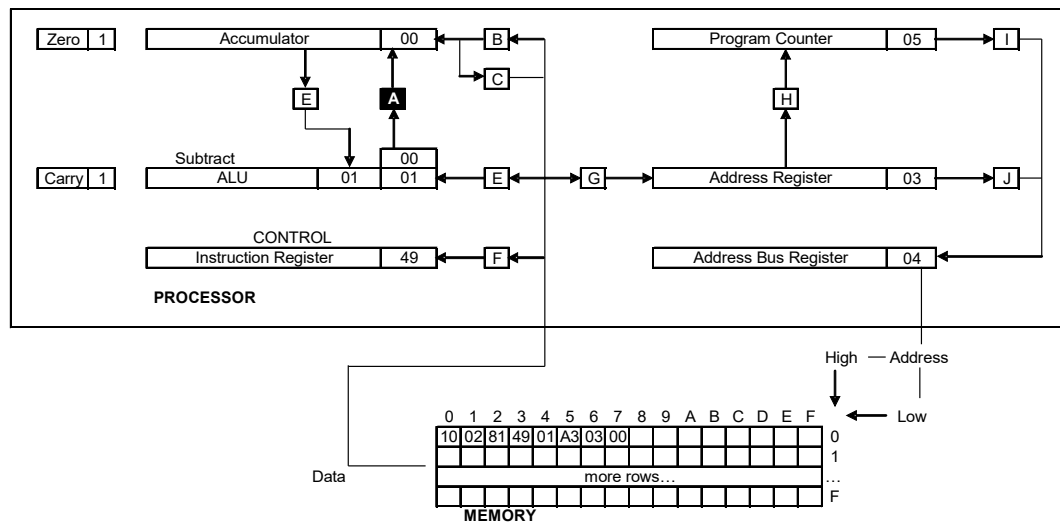 Zero 1 Accumulator 00 B Program Counter 05 I
C
E A H
Subtract 00
Carry 1 ALU 01 01 E G Address Register 03 J
CONTROL
Instruction Register 49 F Address Bus Register 04
PROCESSOR
High Address
0 1 2 3 4 5 6 7 8 9 A B C D E F Low
10 02 81 49 01 A3 03 00 0
1
Data more rows… …
F
MEMORY